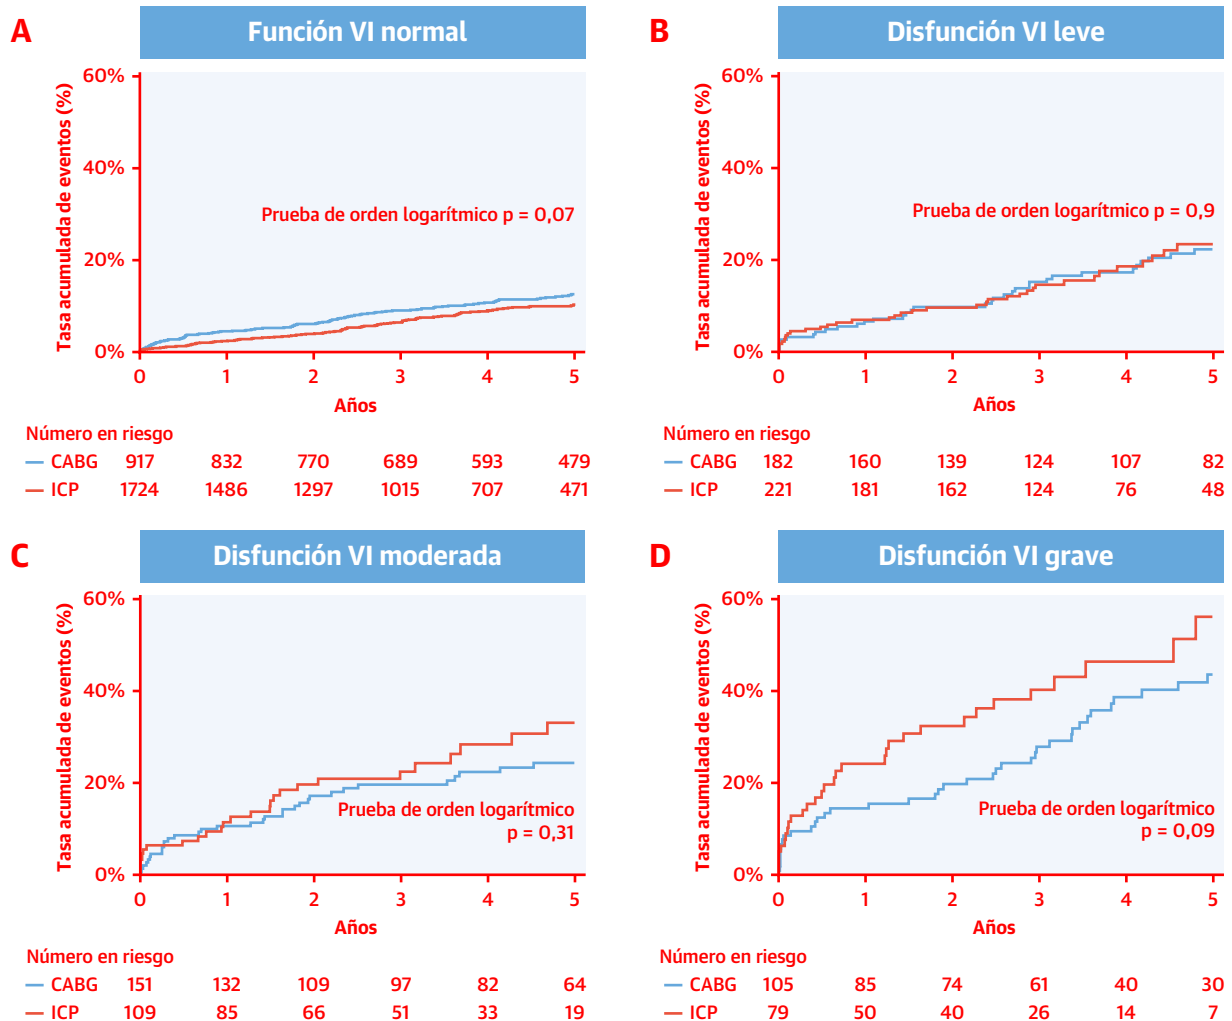 A
Función VI normal
Tasa acumulada de eventos (%)
60%
40%
20%
0%
Prueba de orden logarítmico p = 0,07
0 1 2 3 4 5
Años
Número en riesgo
CABG 917 832 770 689 593 479
ICP 1724 1486 1297 1015 707 471
B
Disfunción VI leve
Tasa acumulada de eventos (%)
60%
40%
20%
0%
Prueba de orden logarítmico p = 0,9
0 1 2 3 4 5
Años
Número en riesgo
CABG 182 160 139 124 107 82
ICP 221 181 162 124 76 48
C
Disfunción VI moderada
Tasa acumulada de eventos (%)
60%
40%
20%
0%
Prueba de orden logarítmico
p = 0,31
0 1 2 3 4 5
Años
Número en riesgo
CABG 151 132 109 97 82 64
ICP 109 85 66 51 33 19
D
Disfunción VI grave
Tasa acumulada de eventos (%)
60%
40%
20%
0%
Prueba de orden logarítmico
p = 0,09
0 1 2 3 4 5
Años
Número en riesgo
CABG 105 85 74 61 40 30
ICP 79 50 40 26 14 7